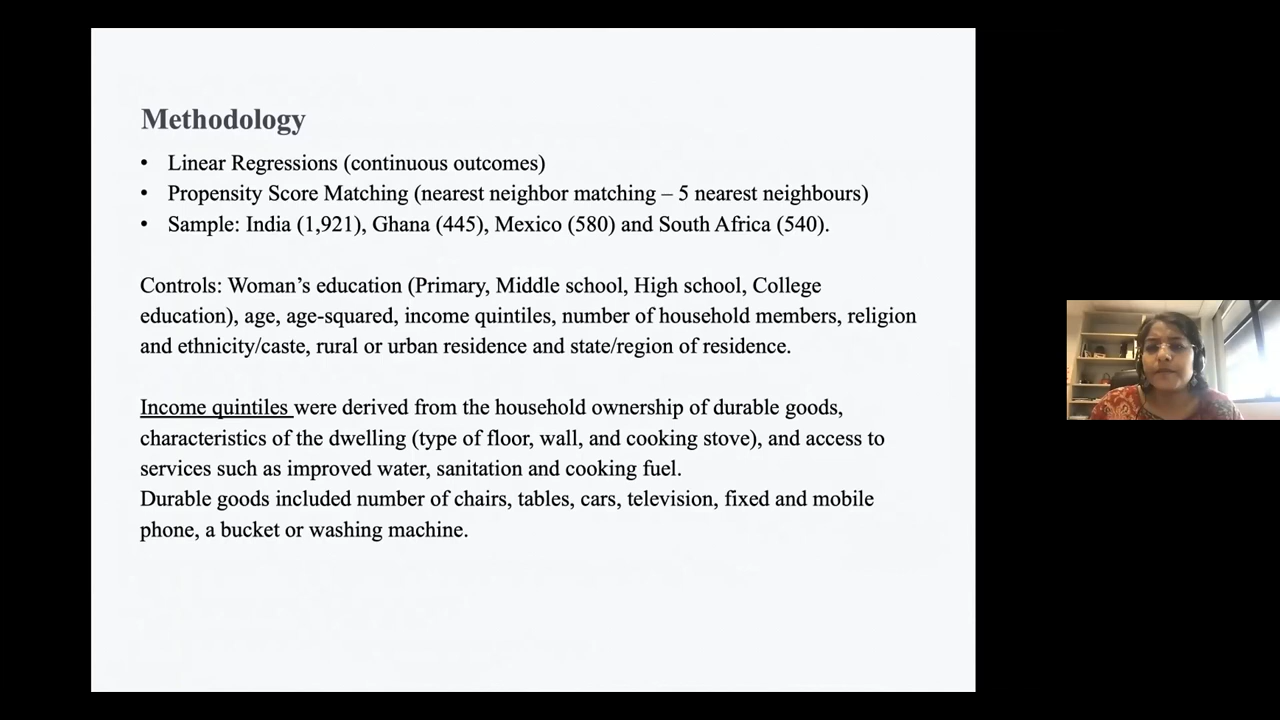 Methodology
• Linear Regressions (continuous outcomes)
• Propensity Score Matching (nearest neighbor matching – 5 nearest neighbours)
• Sample: India (1,921), Ghana (445), Mexico (580) and South Africa (540).
Controls: Woman’s education (Primary, Middle school, High school, College
education), age, age-squared, income quintiles, number of household members, religion
and ethnicity/caste, rural or urban residence and state/region of residence.
Income quintiles were derived from the household ownership of durable goods,
characteristics of the dwelling (type of floor, wall, and cooking stove), and access to
services such as improved water, sanitation and cooking fuel.
Durable goods included number of chairs, tables, cars, television, fixed and mobile
phone, a bucket or washing machine.